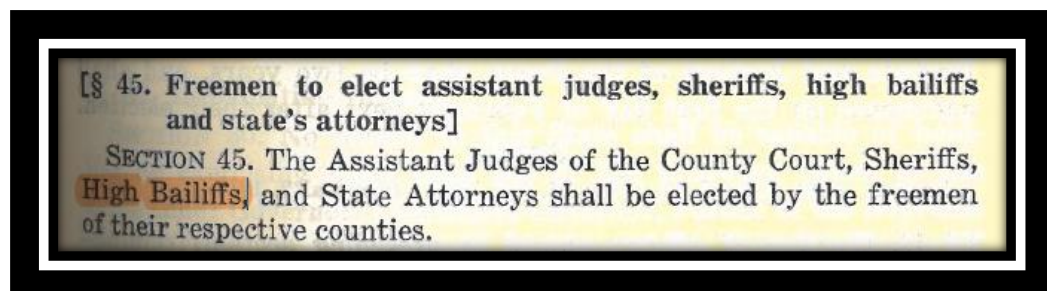 [§ 45. Freemen to elect assistant judges, sheriffs, high bailiffs
and state's attorneys]
SECTION 45. The Assistant Judges of the County Court, Sheriffs,
High Bailiffs, and State Attorneys shall be elected by the freemen
of their respective counties.